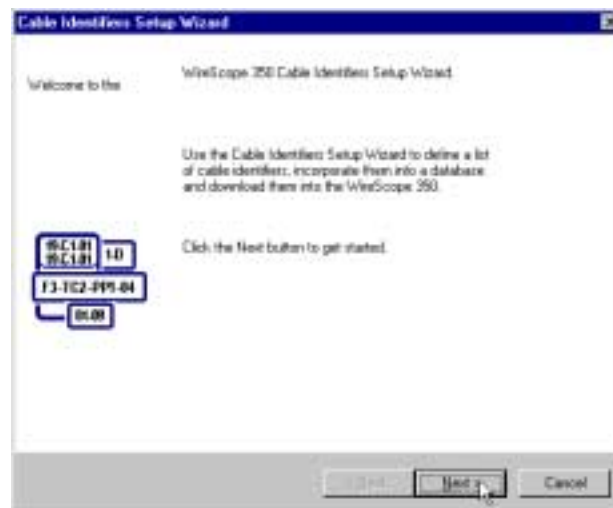 Cable Identifiers Setup Wizard
Welcome to the
WireScope 350 Cable Identifiers Setup Wizard.
Use the Cable Identifiers Setup Wizard to define a list
of cable identifiers, incorporate them into a database
and download them into the WireScope 350.
Click the Next button to get started.
1-D
F3-TC2-PP1-04
Next >
Cancel